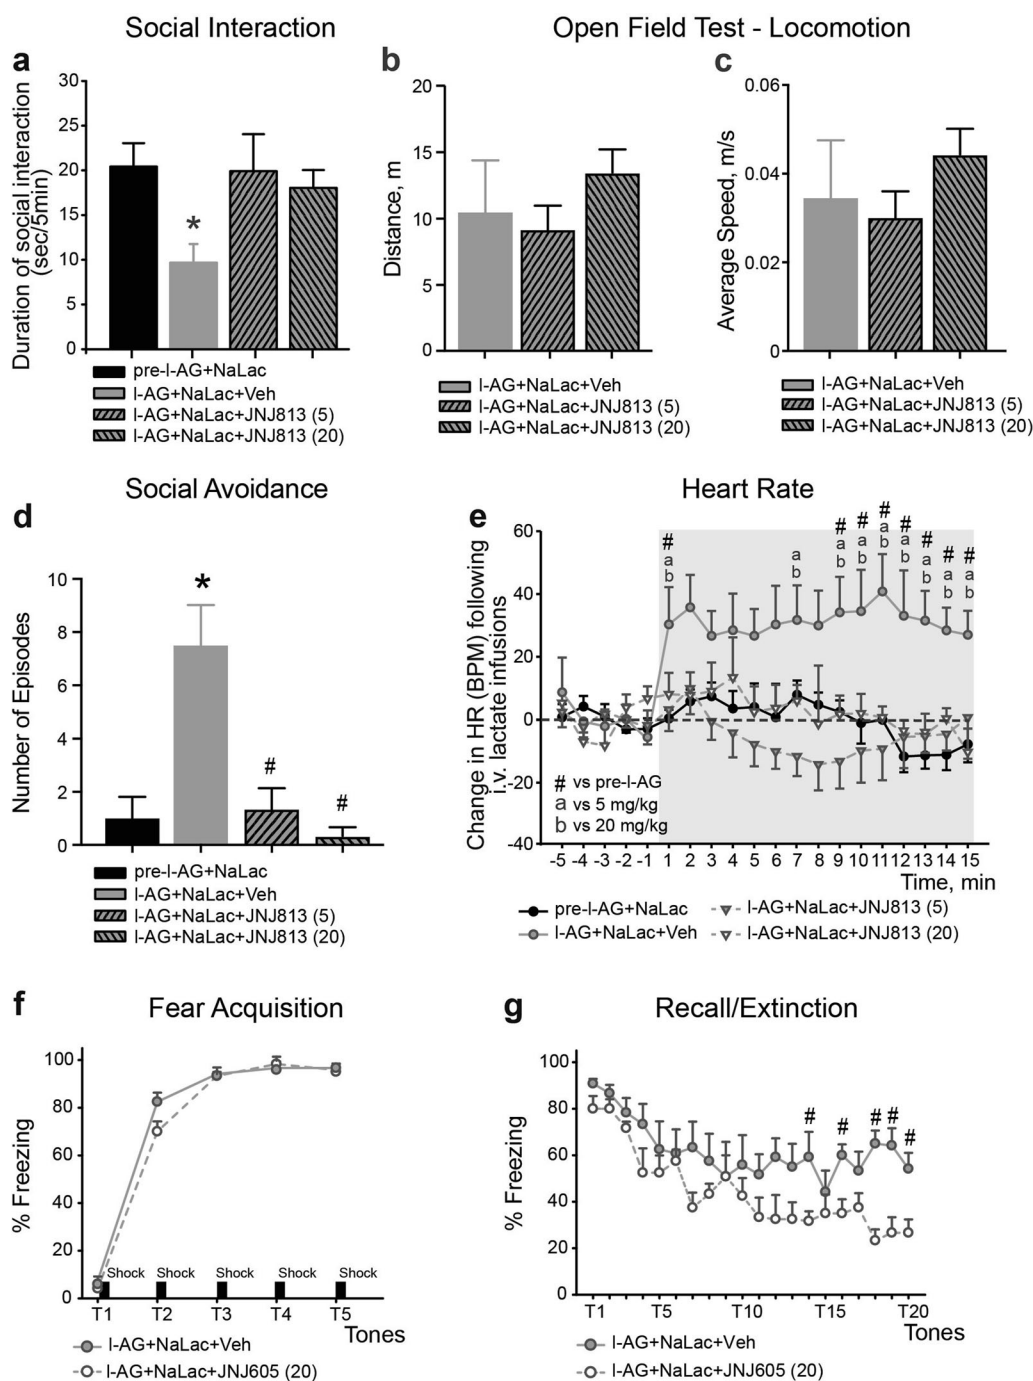 Social Interaction
Open Field Test - Locomotion
a
b
c
Duration of social interaction
(sec/5min)
30
25
20
15
10
5
0
*
pre-l-AG+NaLac
l-AG+NaLac+Veh
l-AG+NaLac+JNJ813 (5)
l-AG+NaLac+JNJ813 (20)
Distance, m
20
15
10
5
0
l-AG+NaLac+Veh
l-AG+NaLac+JNJ813 (5)
l-AG+NaLac+JNJ813 (20)
Average Speed, m/s
0.06
0.04
0.02
0.00
l-AG+NaLac+Veh
l-AG+NaLac+JNJ813 (5)
l-AG+NaLac+JNJ813 (20)
Social Avoidance
Heart Rate
d
Number of Episodes
10
8
6
4
2
0
*
#
#
pre-l-AG+NaLac
l-AG+NaLac+Veh
l-AG+NaLac+JNJ813 (5)
l-AG+NaLac+JNJ813 (20)
e
Change in HR (BPM) following
i.v. lactate infusions
60
40
20
0
-20
-40
# # # # # # # #
a a a a a a a a a
b b b b b b b b b
# vs pre-l-AG
a vs 5 mg/kg
b vs 20 mg/kg
-5 -4 -3 -2 -1 1 2 3 4 5 6 7 8 9 10 11 12 13 14 15
Time, min
pre-l-AG+NaLac
l-AG+NaLac+JNJ813 (5)
l-AG+NaLac+Veh
l-AG+NaLac+JNJ813 (20)
f
Fear Acquisition
% Freezing
100
80
60
40
20
0
Shock Shock Shock Shock Shock
T1 T2 T3 T4 T5
Tones
l-AG+NaLac+Veh
l-AG+NaLac+JNJ605 (20)
g
Recall/Extinction
% Freezing
100
80
60
40
20
0
# # # # #
T1 T5 T10 T15 T20
Tones
l-AG+NaLac+Veh
l-AG+NaLac+JNJ605 (20)